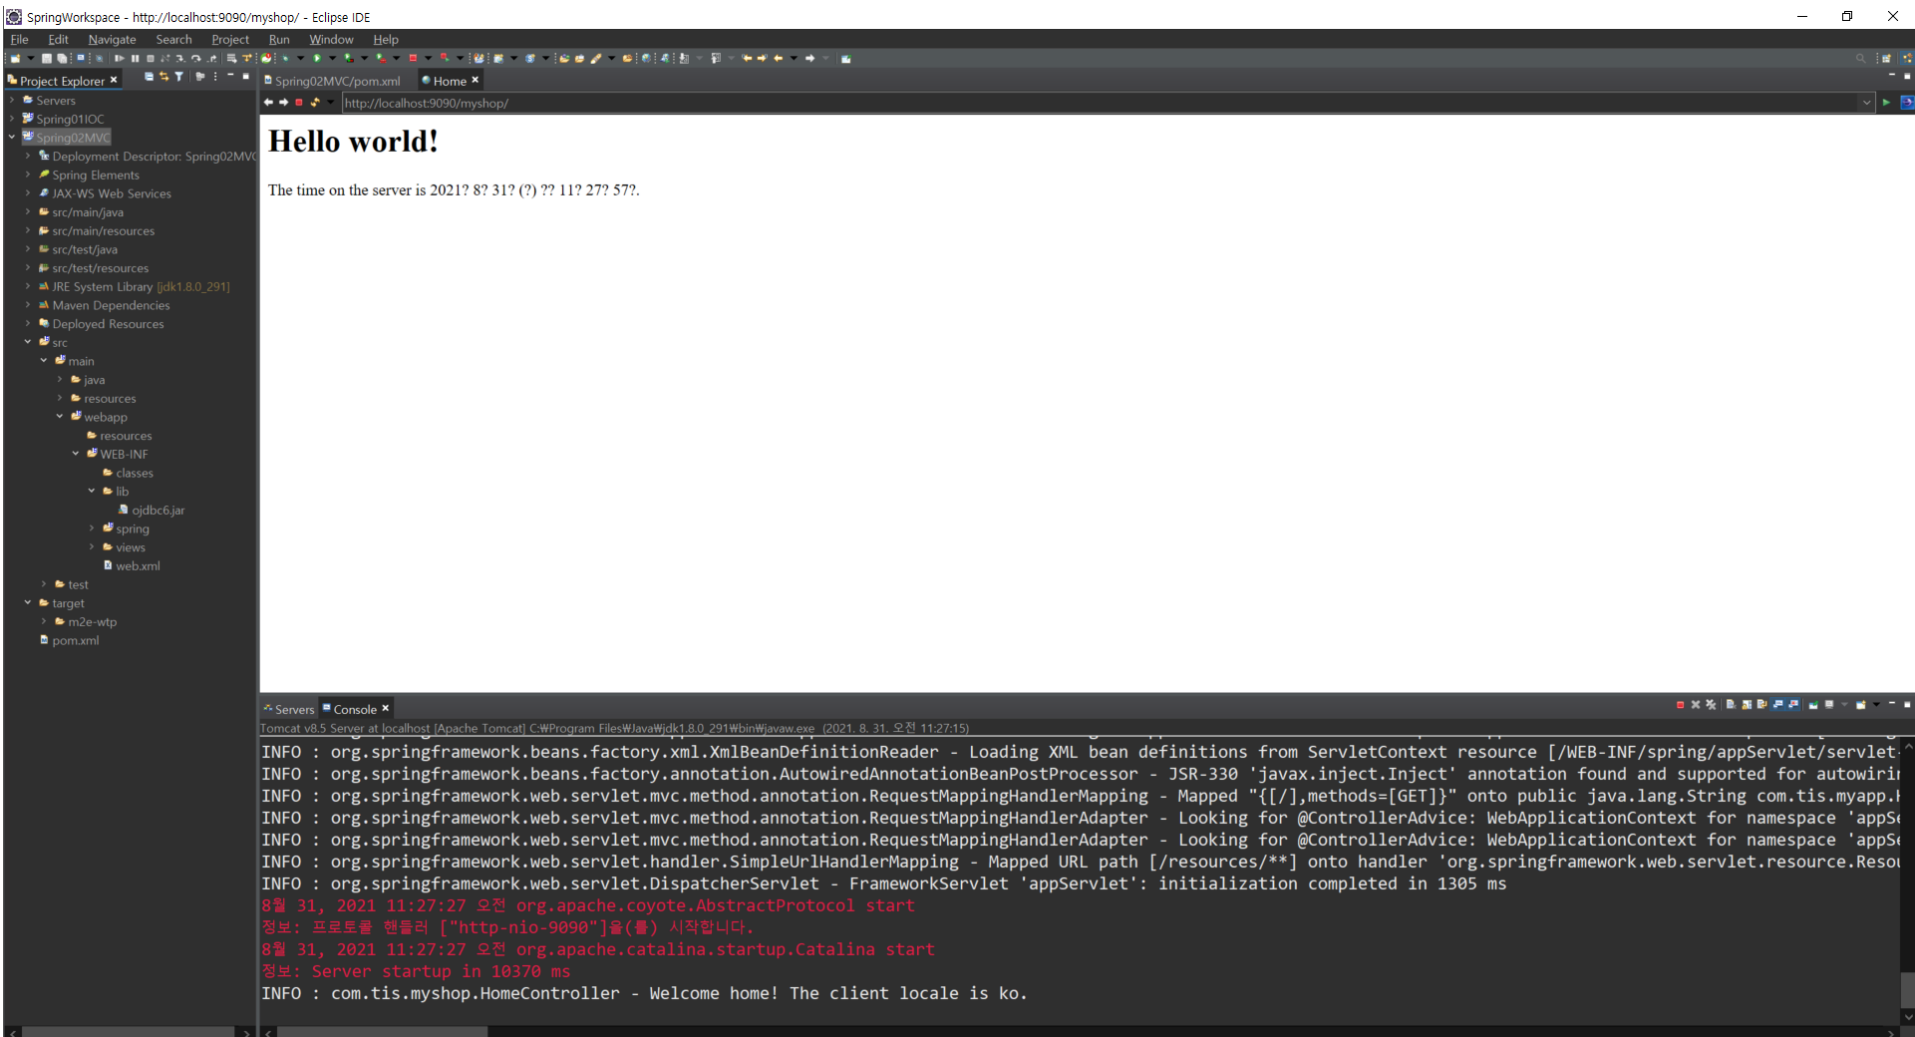 SpringWorkspace - http://localhost:9090/myshop/ - Eclipse IDE
File Edit Navigate Search Project Run Window Help
Project Explorer
Spring02MVC/pom.xml Home
http://localhost:9090/myshop/
Servers
Spring01IOC
Spring02MVC
Deployment Descriptor: Spring02MV
Spring Elements
JAX-WS Web Services
src/main/java
src/main/resources
src/test/java
src/test/resources
JRE System Library [jdk1.8.0_291]
Maven Dependencies
Deployed Resources
src
main
java
resources
webapp
resources
WEB-INF
classes
lib
ojdbc6.jar
spring
views
web.xml
test
target
m2e-wtp
pom.xml
Hello world!
The time on the server is 2021? 8? 31? (?) ?? 11? 27? 57?.
Servers Console
Tomcat v8.5 Server at localhost [Apache Tomcat] C:₩Program Files₩Java₩jdk1.8.0_291₩bin₩javaw.exe (2021. 8. 31. 오전 11:27:15)
INFO : org.springframework.beans.factory.xml.XmlBeanDefinitionReader - Loading XML bean definitions from ServletContext resource [/WEB-INF/spring/appServlet/servlet-
INFO : org.springframework.beans.factory.annotation.AutowiredAnnotationBeanPostProcessor - JSR-330 'javax.inject.Inject' annotation found and supported for autowirin
INFO : org.springframework.web.servlet.mvc.method.annotation.RequestMappingHandlerMapping - Mapped "{[/],methods=[GET]}" onto public java.lang.String com.tis.myapp.H
INFO : org.springframework.web.servlet.mvc.method.annotation.RequestMappingHandlerAdapter - Looking for @ControllerAdvice: WebApplicationContext for namespace 'appSe
INFO : org.springframework.web.servlet.mvc.method.annotation.RequestMappingHandlerAdapter - Looking for @ControllerAdvice: WebApplicationContext for namespace 'appSe
INFO : org.springframework.web.servlet.handler.SimpleUrlHandlerMapping - Mapped URL path [/resources/**] onto handler 'org.springframework.web.servlet.resource.Resou
INFO : org.springframework.web.servlet.DispatcherServlet - FrameworkServlet 'appServlet': initialization completed in 1305 ms
8월 31, 2021 11:27:27 오전 org.apache.coyote.AbstractProtocol start
정보: 프로토콜 핸들러 ["http-nio-9090"]을(를) 시작합니다.
8월 31, 2021 11:27:27 오전 org.apache.catalina.startup.Catalina start
정보: Server startup in 10370 ms
INFO : com.tis.myshop.HomeController - Welcome home! The client locale is ko.